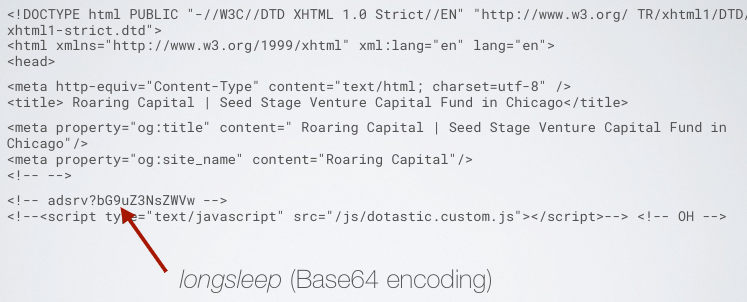 <!DOCTYPE html PUBLIC "-//W3C//DTD XHTML 1.0 Strict//EN" "http://www.w3.org/ TR/xhtml1/DTD/
xhtml1-strict.dtd">
<html xmlns="http://www.w3.org/1999/xhtml" xml:lang="en" lang="en">
<head>
<meta http-equiv="Content-Type" content="text/html; charset=utf-8" />
<title> Roaring Capital | Seed Stage Venture Capital Fund in Chicago</title>
<meta property="og:title" content=" Roaring Capital | Seed Stage Venture Capital Fund in
Chicago"/>
<meta property="og:site_name" content="Roaring Capital"/>
<!-- -->
<!-- adsrv?bG9uZ3NsZWVw -->
<!--<script type="text/javascript" src="/js/dotastic.custom.js"></script>--> <!-- OH -->
longsleep (Base64 encoding)